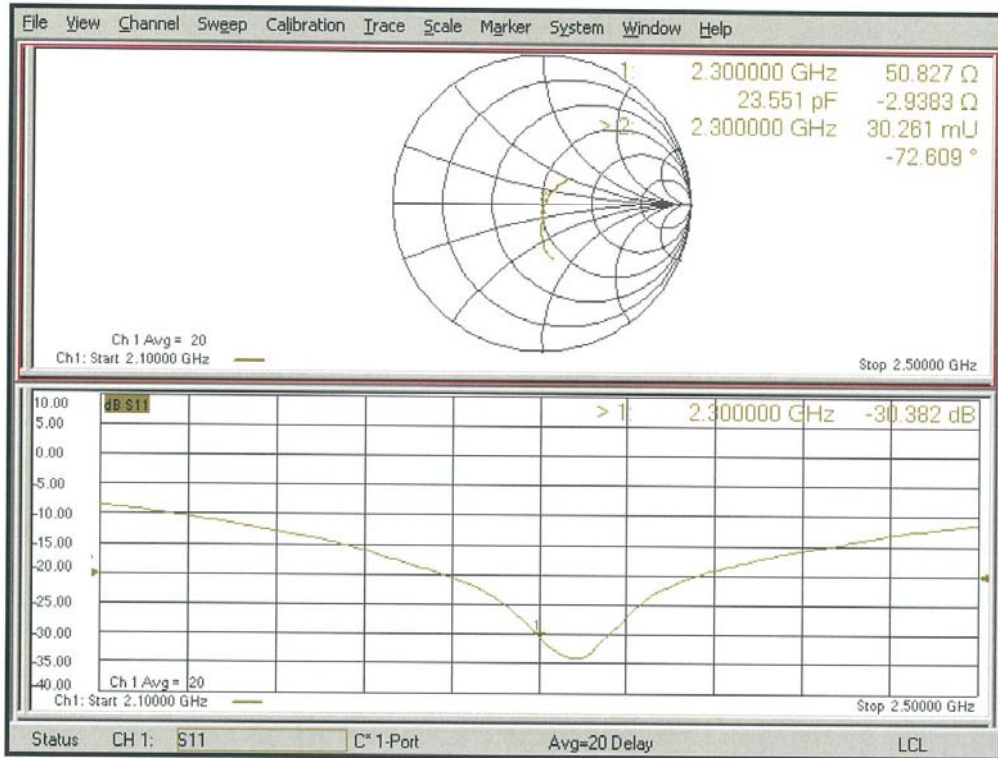 File View Channel Sweep Calibration Trace Scale Marker System Window Help
1: 2.300000 GHz 50.827 Ω
23.551 pF -2.9383 Ω
> 2: 2.300000 GHz 30.261 mU
-72.609 °
Ch 1 Avg = 20
Ch1: Start 2.10000 GHz
Stop 2.50000 GHz
10.00
dB S11
> 1: 2.300000 GHz -30.382 dB
5.00
0.00
-5.00
-10.00
-15.00
-20.00
-25.00
-30.00
1
-35.00
-40.00
Ch 1 Avg = 20
Ch1: Start 2.10000 GHz
Stop 2.50000 GHz
Status CH 1: S11 C* 1-Port Avg=20 Delay LCL